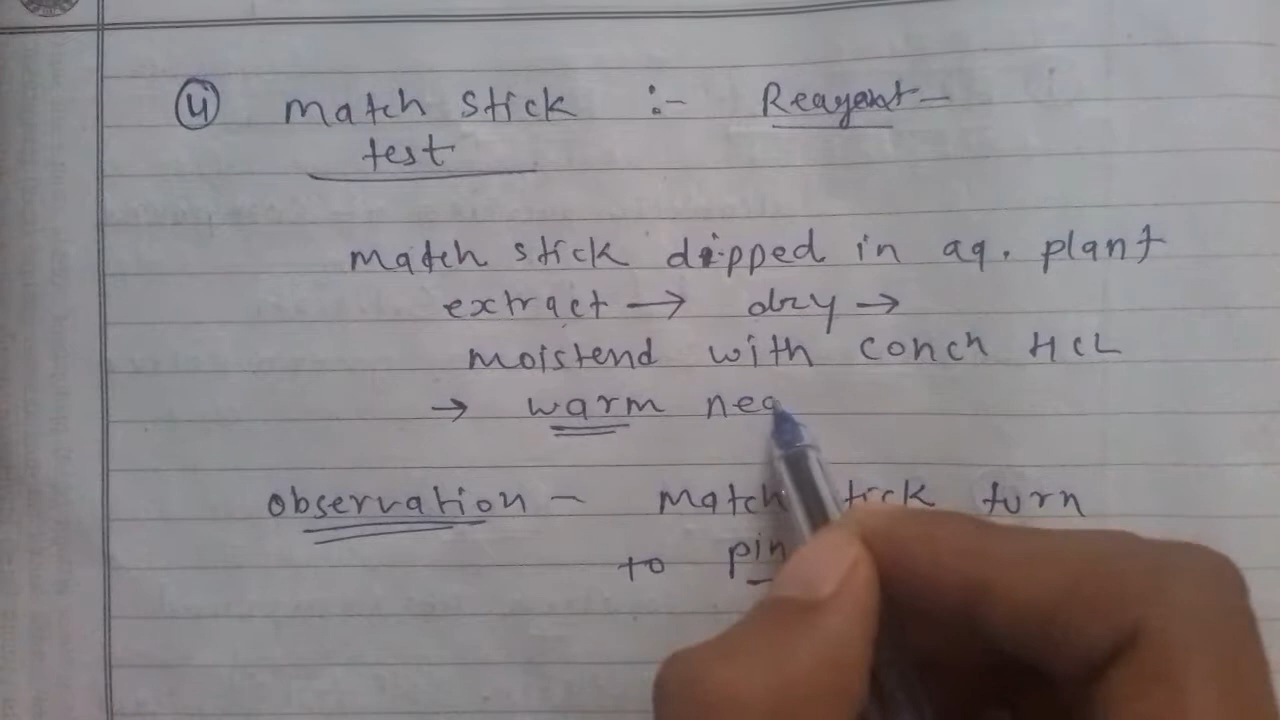 ④ Match stick :- Reagent-
test
Match stick dipped in aq. plant
extract → dry →
moistend with conch HCL
→ warm nea
observation - Match tick turn
to pin